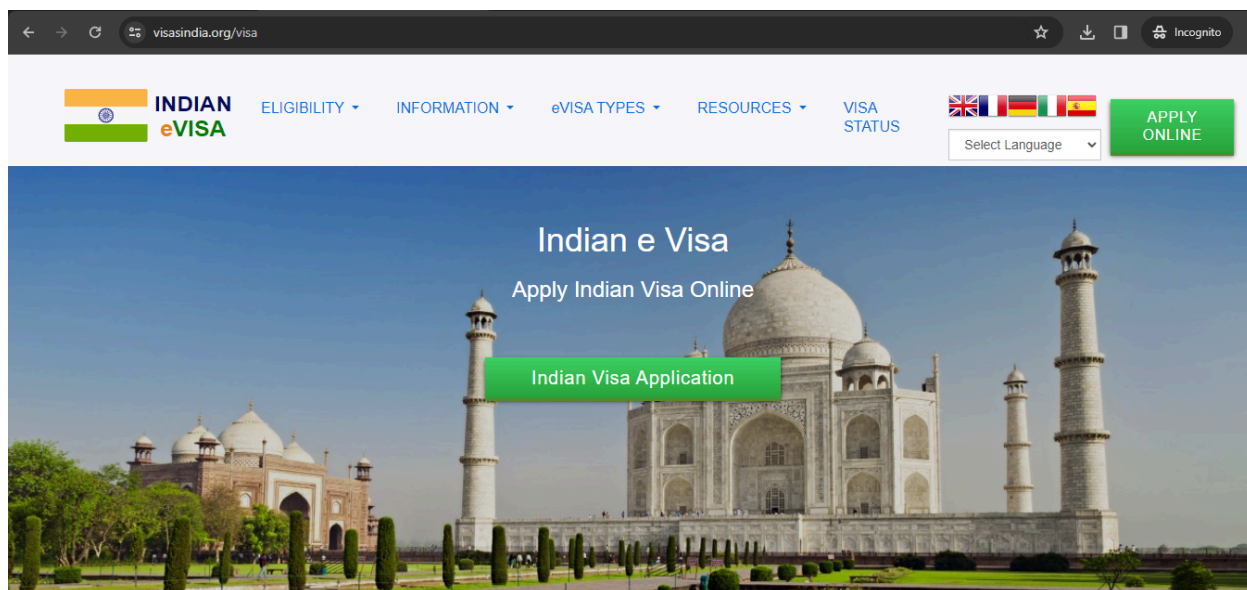 visasindia.org/visa
Incognito
INDIAN
eVISA
ELIGIBILITY
INFORMATION
eVISA TYPES
RESOURCES
VISA
STATUS
Select Language
APPLY
ONLINE
Indian e Visa
Apply Indian Visa Online
Indian Visa Application